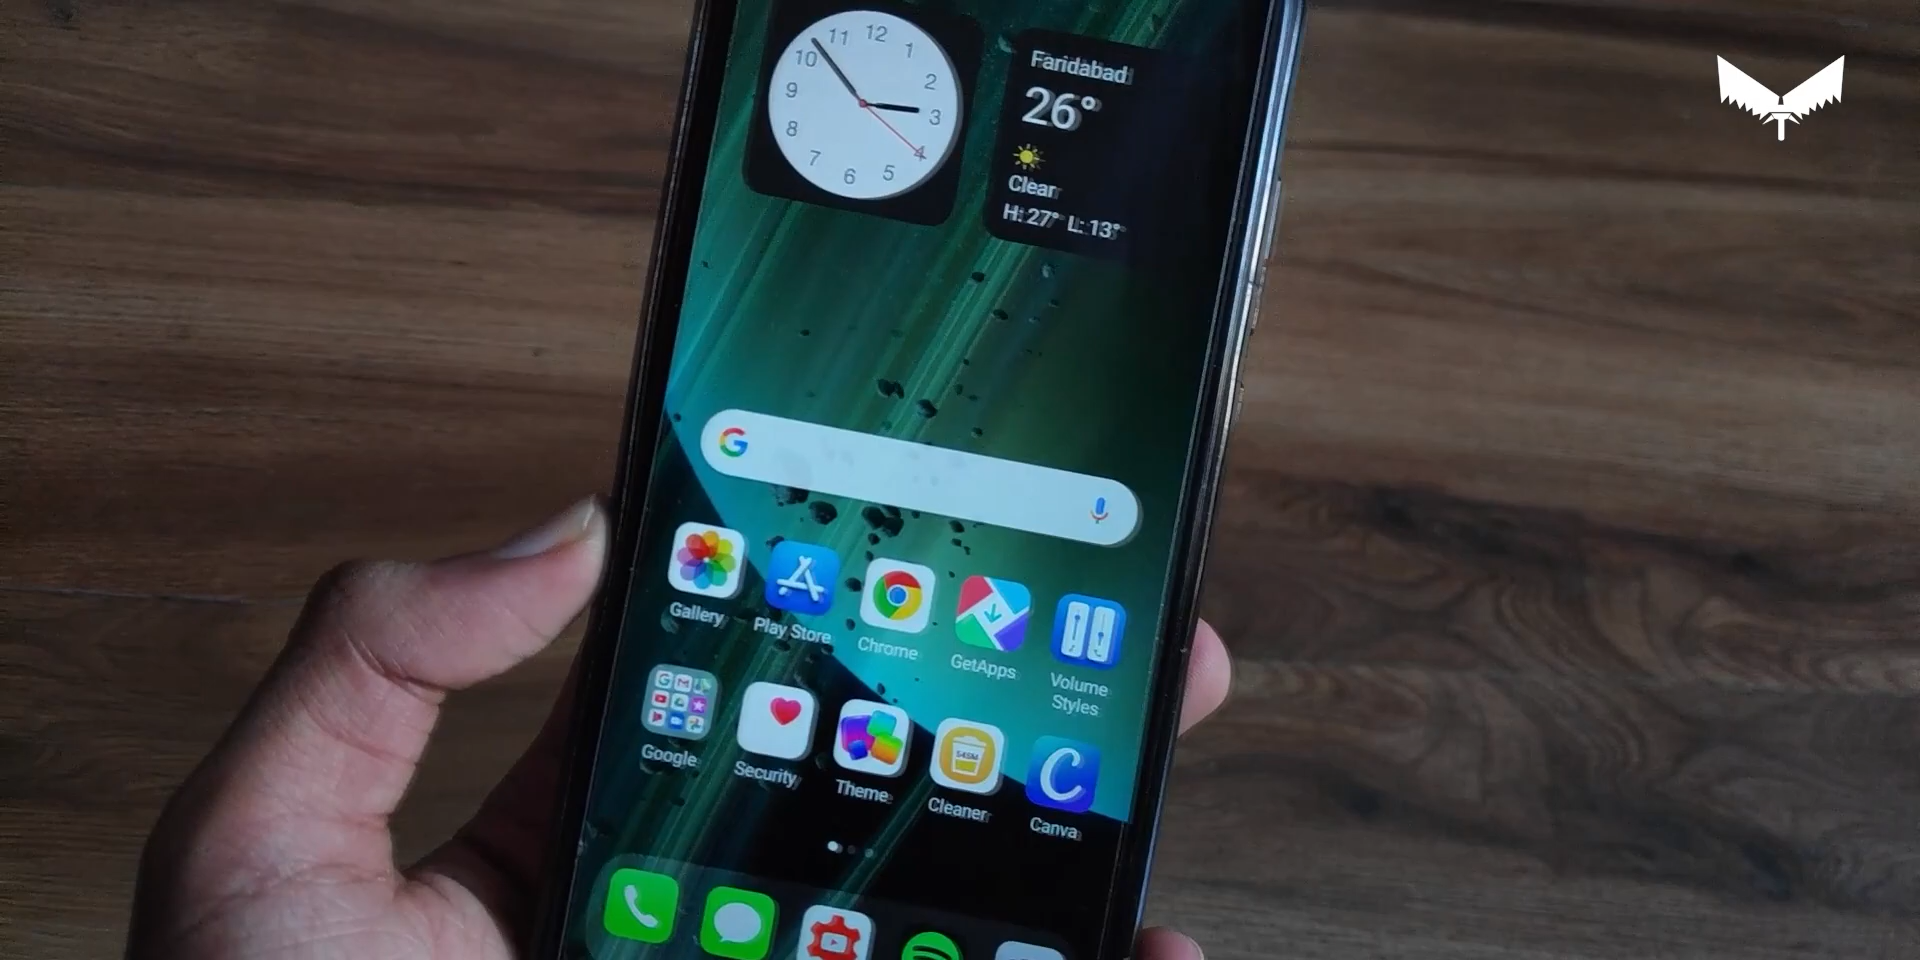 12
11
1
10
2
9
3
8
4
7
5
6
Faridabad
26°
Clear
H: 27° L: 13°
Gallery
Play Store
Chrome
GetApps
Volume
Styles
Google
Security
Theme
Cleaner
Canva